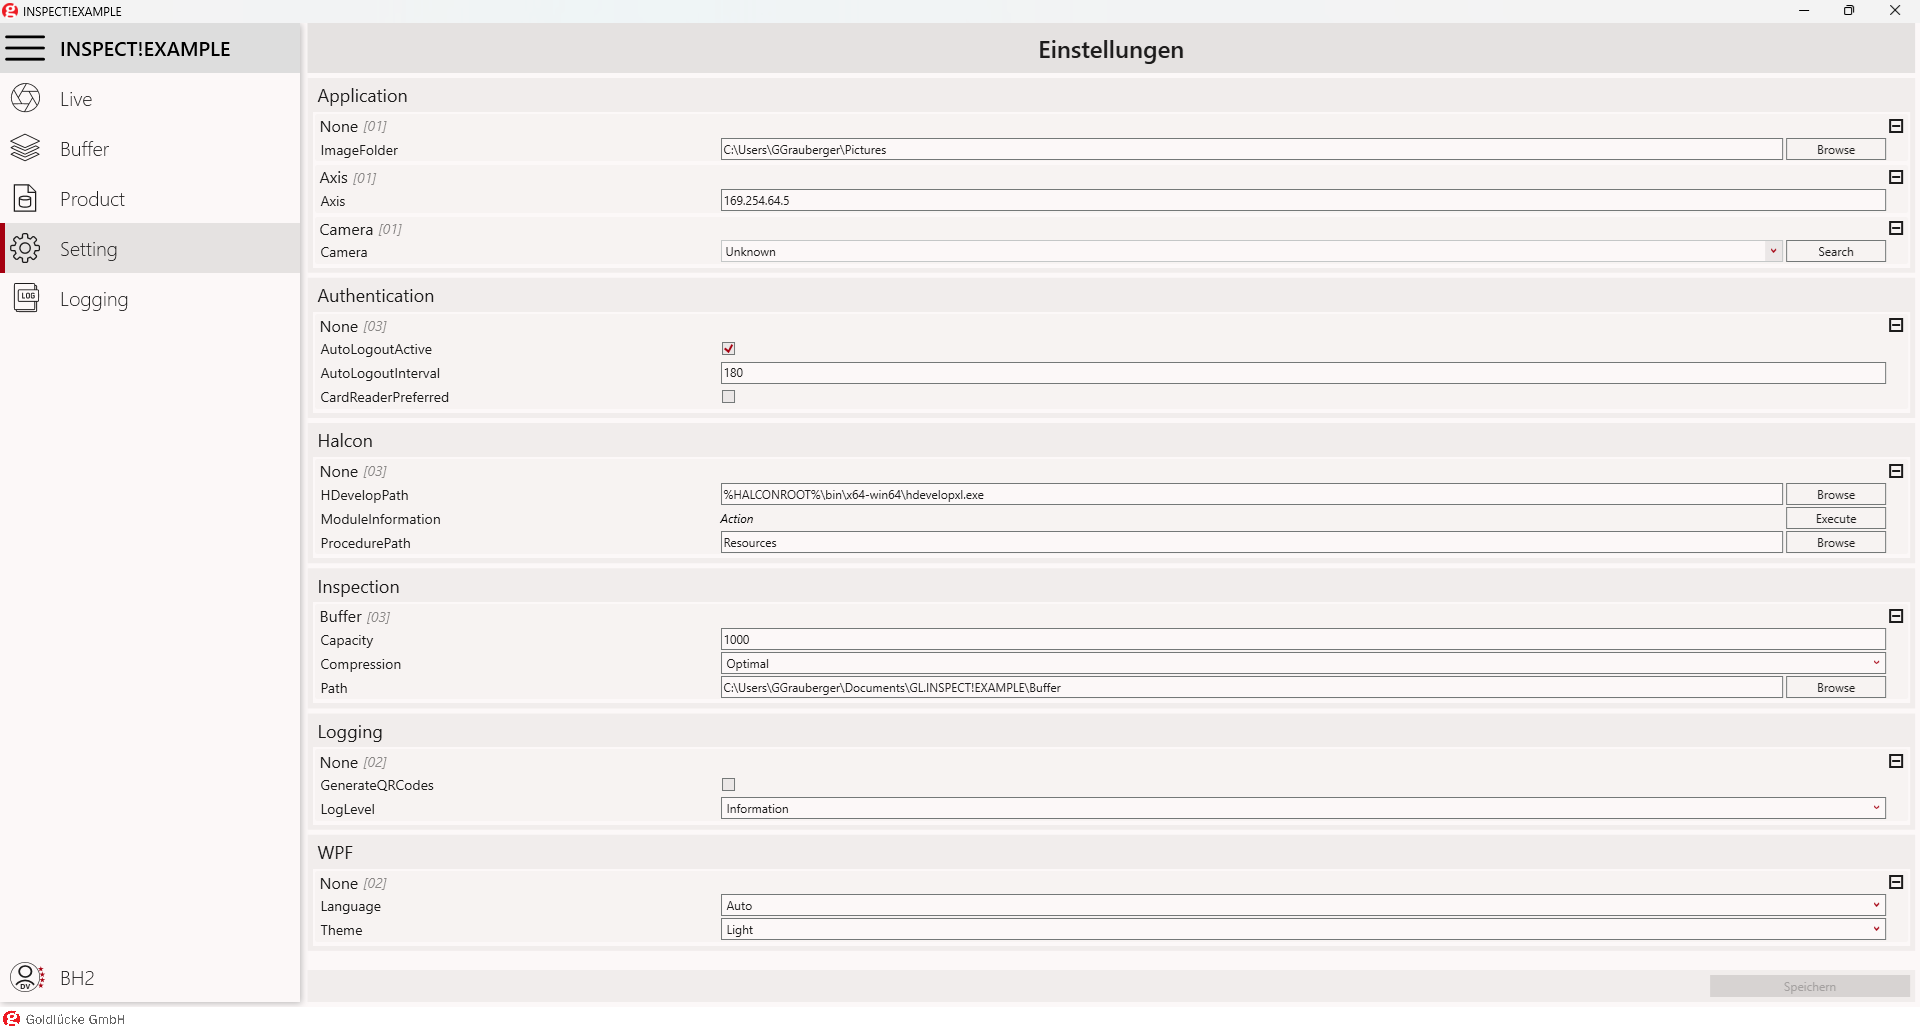 INSPECT!EXAMPLE
INSPECT!EXAMPLE
Live
Buffer
Product
Setting
LOG
Logging
DV
BH2
Goldlücke GmbH
Einstellungen
Application
None [01]
ImageFolder C:\Users\GGrauberger\Pictures Browse
Axis [01]
Axis 169.254.64.5
Camera [01]
Camera Unknown Search
Authentication
None [03]
AutoLogoutActive
AutoLogoutInterval 180
CardReaderPreferred
Halcon
None [03]
HDevelopPath %HALCONROOT%\bin\x64-win64\hdevelopxl.exe Browse
ModuleInformation Action Execute
ProcedurePath Resources Browse
Inspection
Buffer [03]
Capacity 1000
Compression Optimal
Path C:\Users\GGrauberger\Documents\GL.INSPECT!EXAMPLE\Buffer Browse
Logging
None [02]
GenerateQRCodes
LogLevel Information
WPF
None [02]
Language Auto
Theme Light
Speichern